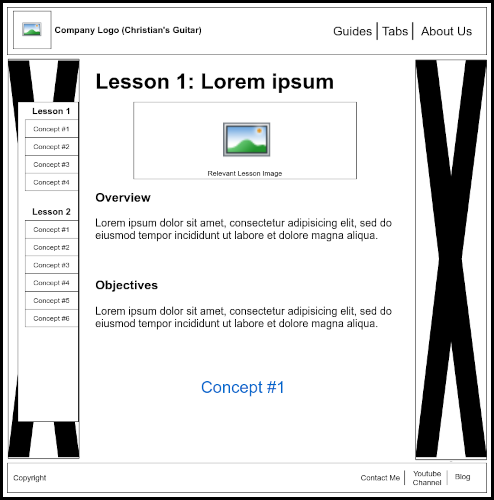 Company Logo (Christian's Guitar)
Guides
Tabs
About Us
Lesson 1
Concept #1
Concept #2
Concept #3
Concept #4
Lesson 2
Concept #1
Concept #2
Concept #3
Concept #4
Concept #5
Concept #6
Lesson 1: Lorem ipsum
Relevant Lesson Image
Overview
Lorem ipsum dolor sit amet, consectetur adipisicing elit, sed do
eiusmod tempor incididunt ut labore et dolore magna aliqua.
Objectives
Lorem ipsum dolor sit amet, consectetur adipisicing elit, sed do
eiusmod tempor incididunt ut labore et dolore magna aliqua.
Concept #1
Copyright
Contact Me
Youtube
Channel
Blog